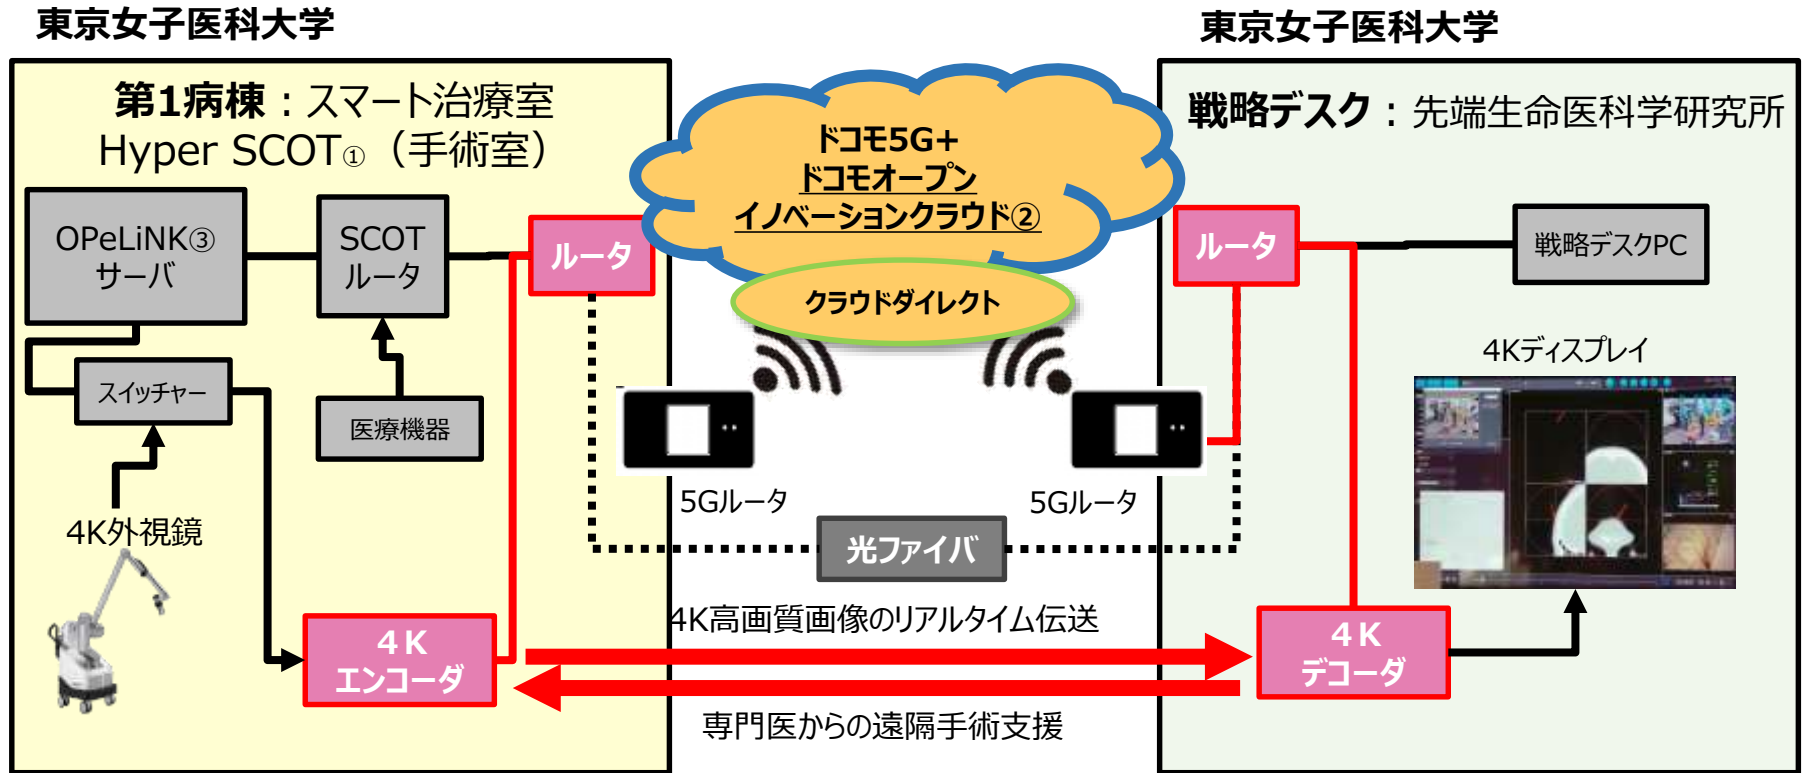 東京女子医科大学
東京女子医科大学
第1病棟：スマート治療室
Hyper SCOT①（手術室）
OPeLiNK③
サーバ
SCOT
ルータ
ルータ
スイッチャー
医療機器
4K外視鏡
4K
エンコーダ
ドコモ5G+
ドコモオープン
イノベーションクラウド②
クラウドダイレクト
5Gルータ
5Gルータ
光ファイバ
4K高画質画像のリアルタイム伝送
専門医からの遠隔手術支援
戦略デスク：先端生命医科学研究所
ルータ
戦略デスクPC
4Kディスプレイ
4K
デコーダ